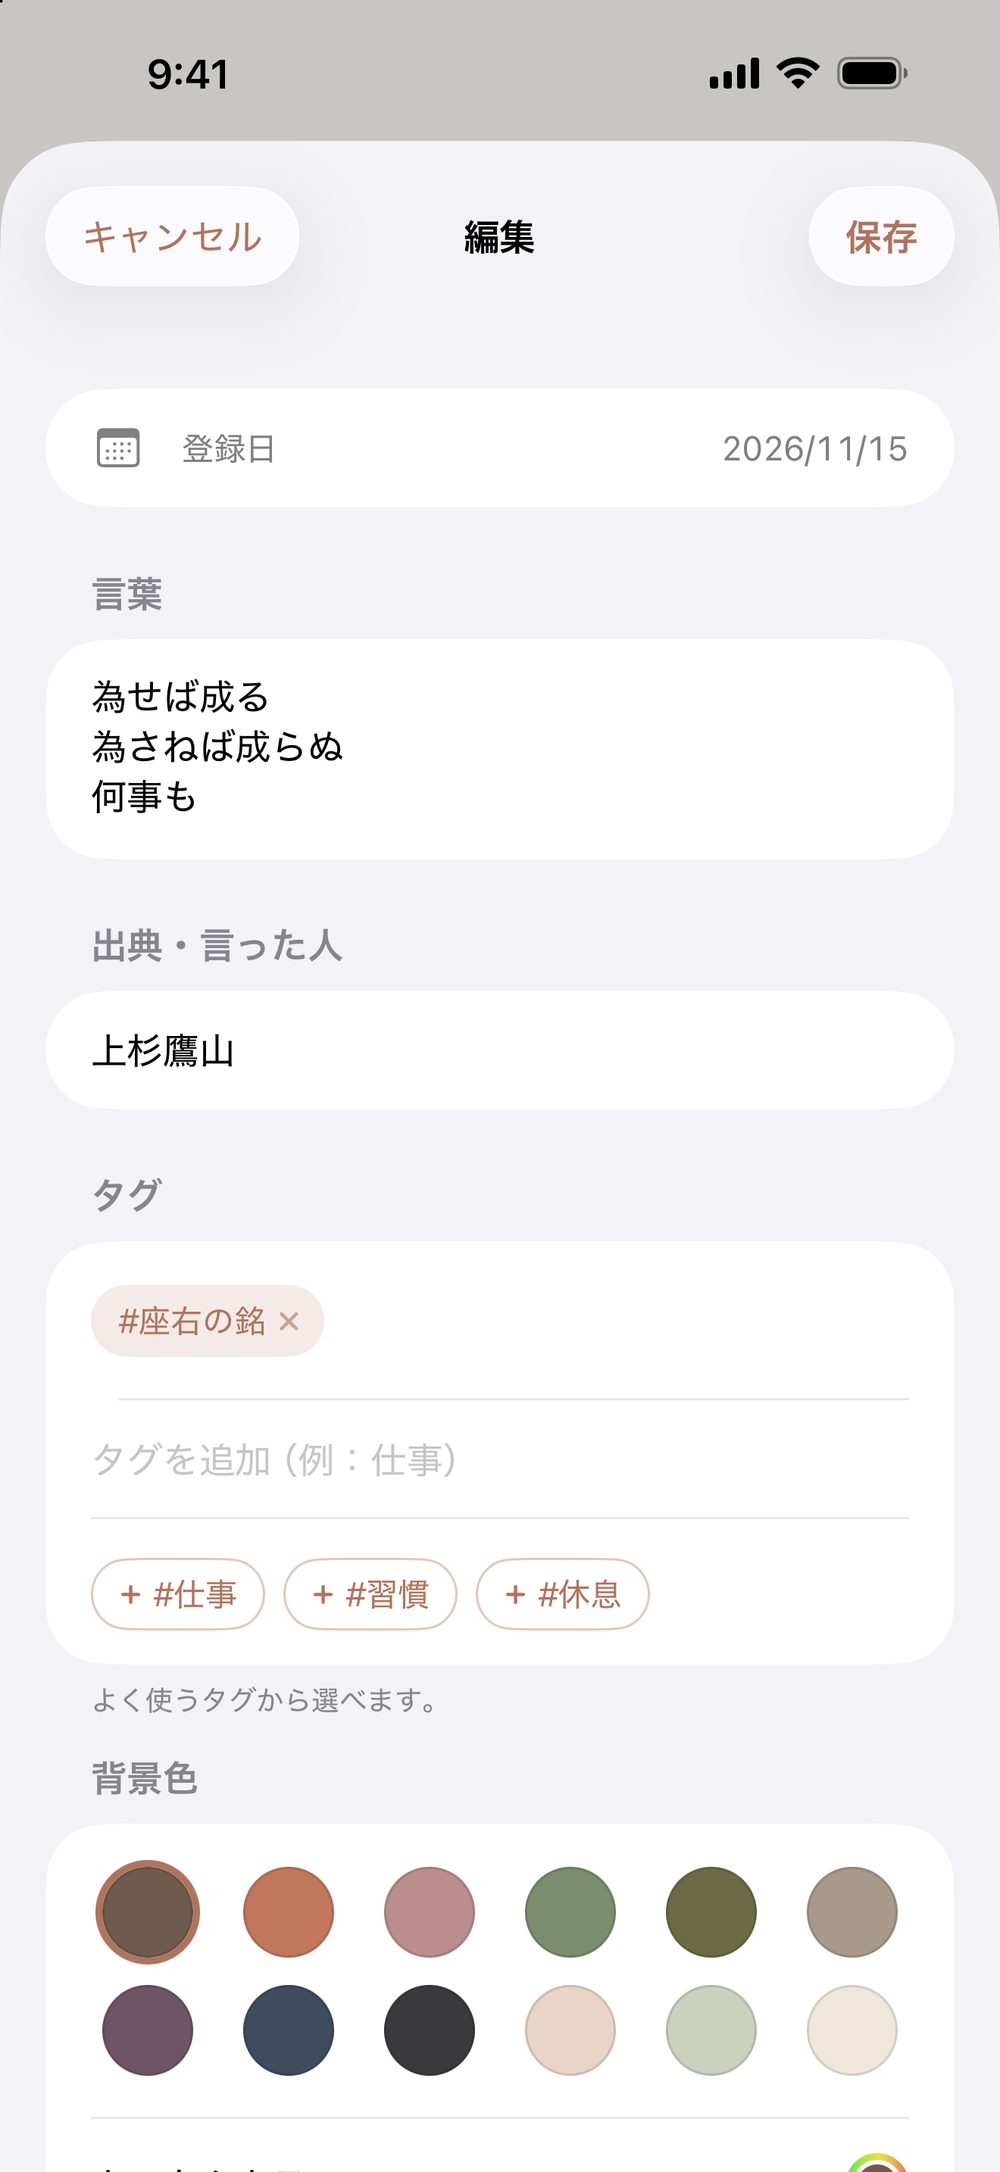 9:41
キャンセル
編集
保存
登録日
2026/11/15
言葉
為せば成る
為さねば成らぬ
何事も
出典・言った人
上杉鷹山
タグ
#座右の銘 ×
タグを追加（例：仕事）
+ #仕事
+ #習慣
+ #休息
よく使うタグから選べます。
背景色